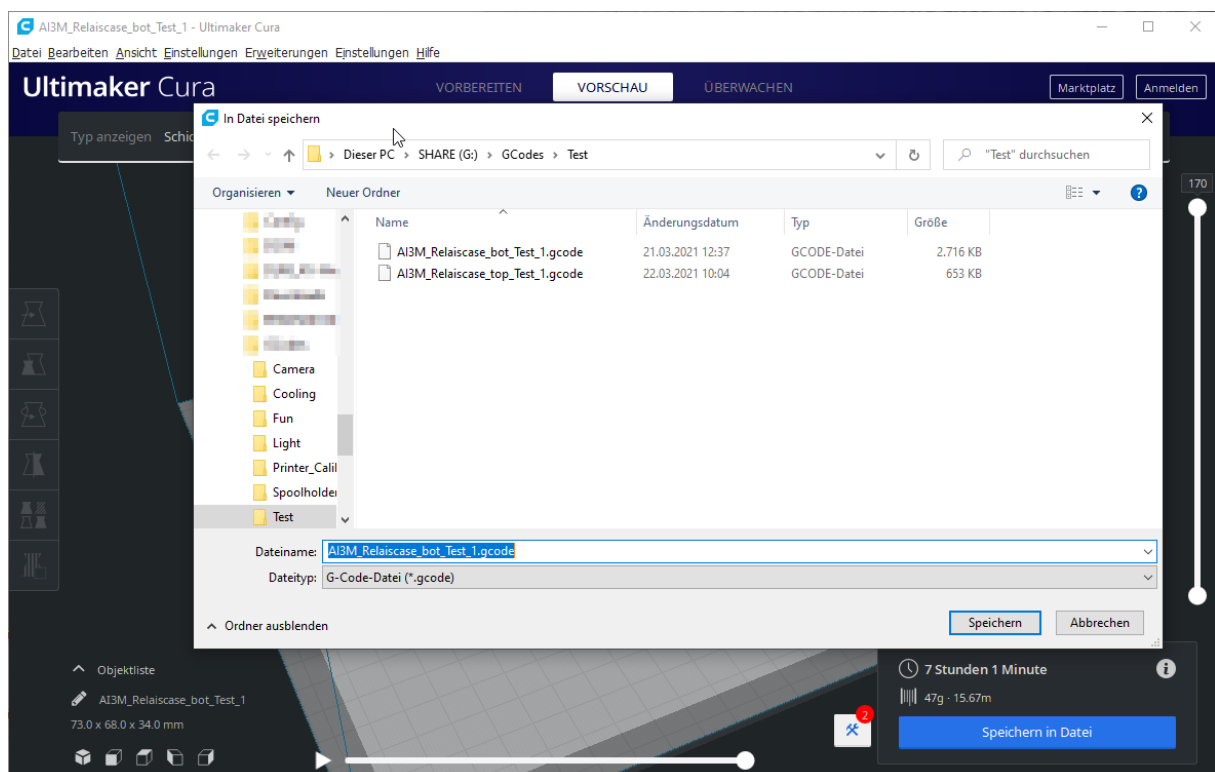 AI3M_Relaiscase_bot_Test_1 - Ultimaker Cura
Datei Bearbeiten Ansicht Einstellungen Erweiterungen Einstellungen Hilfe
Ultimaker Cura VORBEREITEN VORSCHAU ÜBERWACHEN Marktplatz Anmelden
In Datei speichern
Typ anzeigen
Dieser PC › SHARE (G:) › GCodes › Test "Test" durchsuchen
Organisieren Neuer Ordner ?
170
Name Änderungsdatum Typ Größe
AI3M_Relaiscase_bot_Test_1.gcode 21.03.2021 12:37 GCODE-Datei 2.716 KB
AI3M_Relaiscase_top_Test_1.gcode 22.03.2021 10:04 GCODE-Datei 653 KB
Camera
Cooling
Fun
Light
Printer_Calil
Spoolholder
Test
Dateiname: AI3M_Relaiscase_bot_Test_1.gcode
Dateityp: G-Code-Datei (*.gcode)
Ordner ausblenden Speichern Abbrechen
Objektliste
AI3M_Relaiscase_bot_Test_1
73.0 x 68.0 x 34.0 mm
7 Stunden 1 Minute
47g · 15.67m
2
Speichern in Datei